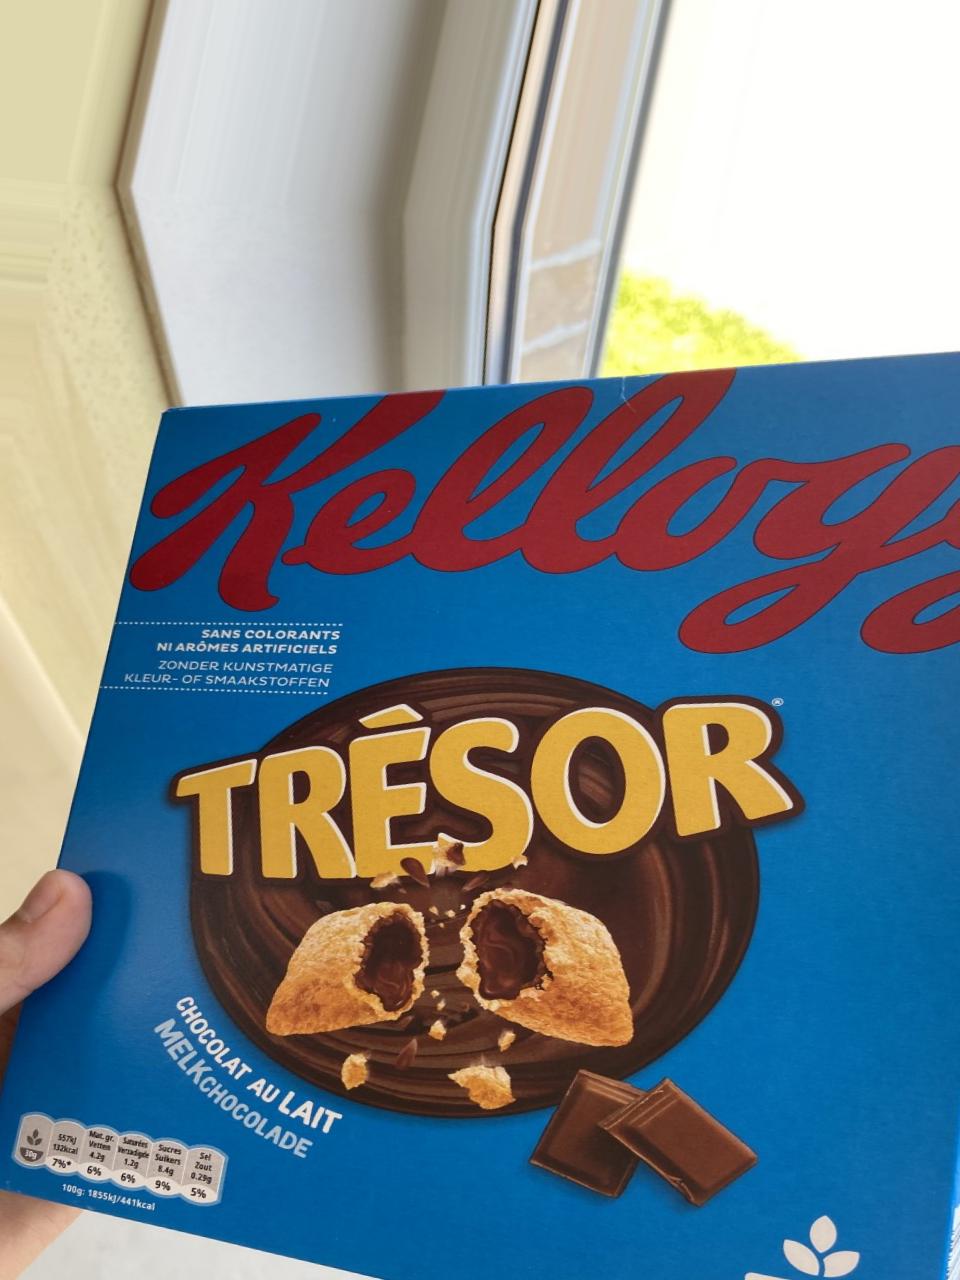 Kellogg
SANS COLORANTS
NI ARÔMES ARTIFICIELS
ZONDER KUNSTMATIGE
KLEUR- OF SMAAKSTOFFEN
TRÉSOR®
CHOCOLAT AU LAIT
MELKCHOCOLADE
30g
557kJ
132kcal
7%*
Mat. gr.
Vetten
4.2g
6%
Saturées
Verzadigde
1.2g
6%
Sucres
Suikers
8.4g
9%
Sel
Zout
0.29g
5%
100g: 1855kJ/441kcal